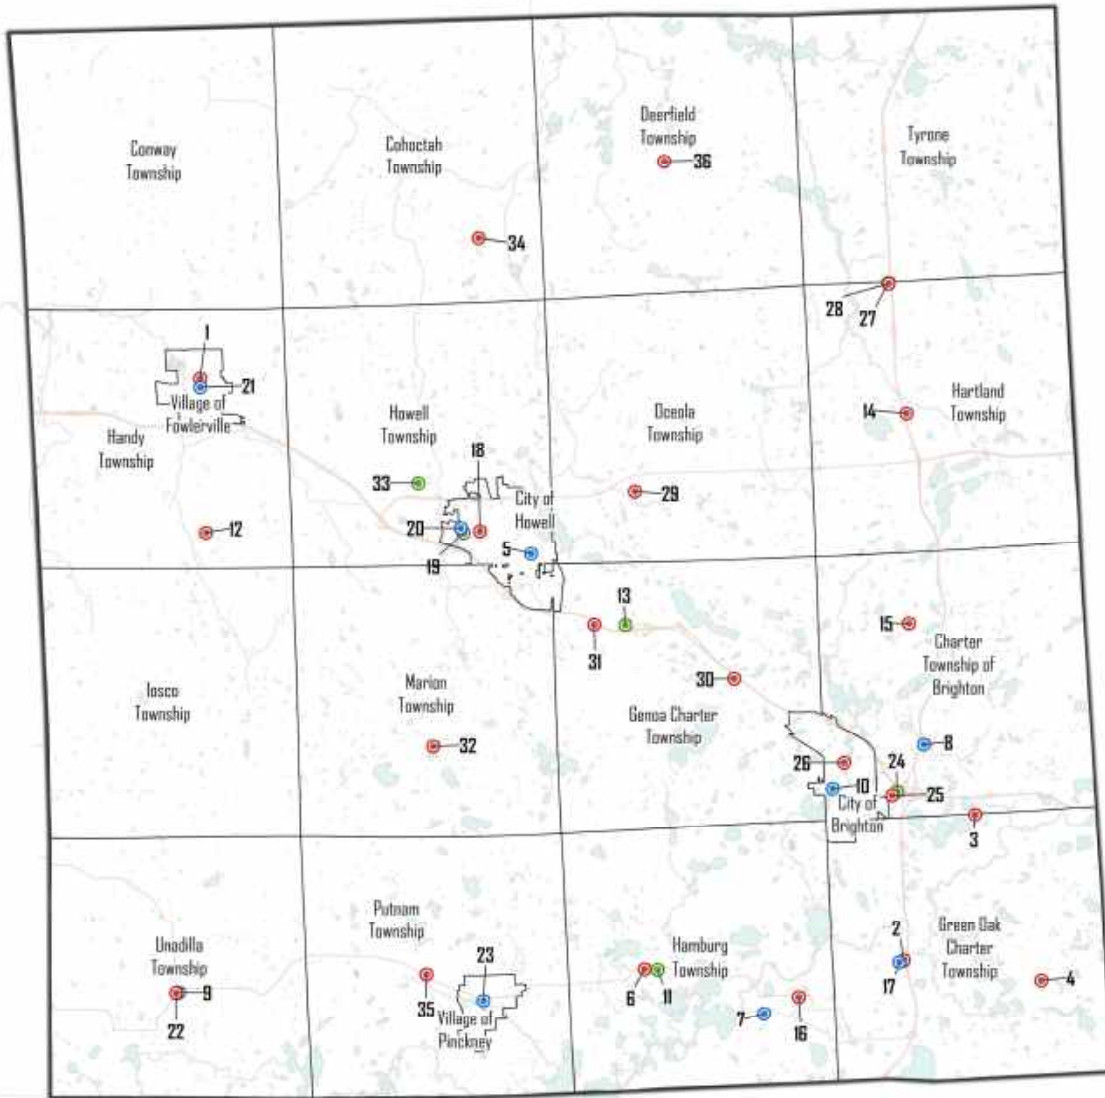 Conway
Township
Cohoctah
Township
Deerfield
Township
Tyrone
Township
36
34
28
27
1
21
Village of
Fowlerville
Handy
Township
12
Howell
Township
18
33
20
19
City of
Howell
5
Oceola
Township
29
Hartland
Township
14
13
31
15
Charter
Township of
Brighton
Iosco
Township
Marion
Township
32
30
Genoa Charter
Township
8
26
10
24
25
City of
Brighton
3
Unadilla
Township
9
22
Putnam
Township
23
35
Village of
Pinckney
Hamburg
Township
6
11
7
16
2
17
Green Oak
Charter
Township
4